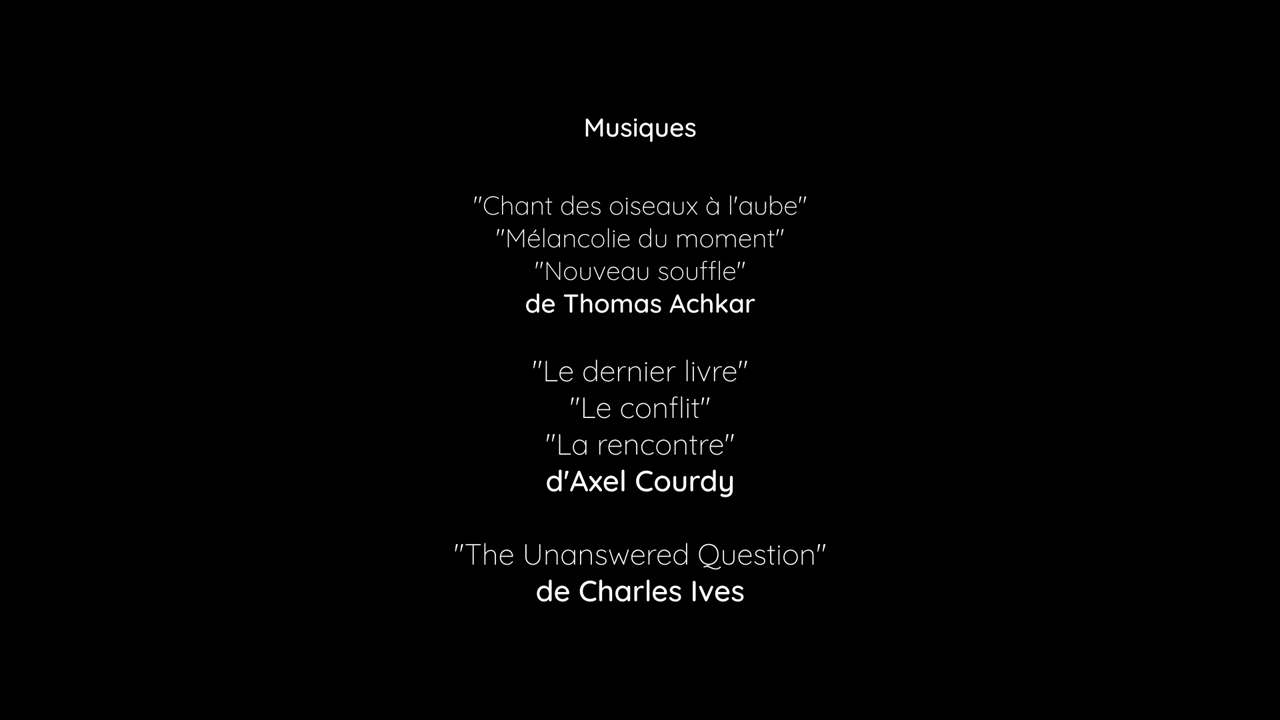 Musiques
"Chant des oiseaux à l'aube"
"Mélancolie du moment"
"Nouveau souffle"
de Thomas Achkar
"Le dernier livre"
"Le conflit"
"La rencontre"
d'Axel Courdy
"The Unanswered Question"
de Charles Ives